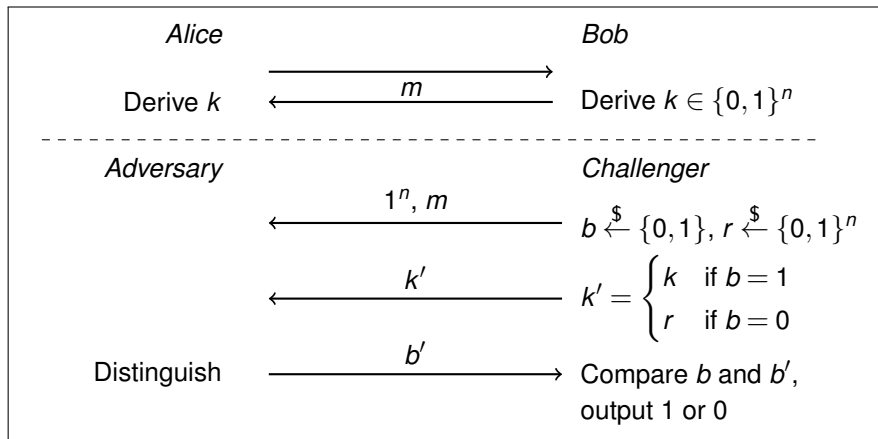 Alice Bob
m
Derive k Derive k ∈ {0, 1}ⁿ
Adversary Challenger
1ⁿ, m
b ←$ {0, 1}, r ←$ {0, 1}ⁿ
k′ k′ = { k if b = 1
r if b = 0
b′
Distinguish Compare b and b′,
output 1 or 0